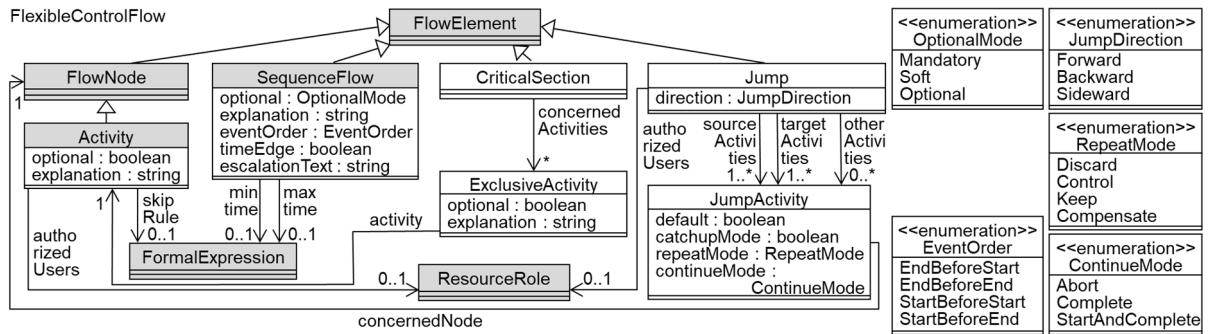 FlexibleControlFlow
FlowElement
FlowNode
SequenceFlow
optional : OptionalMode
explanation : string
eventOrder : EventOrder
timeEdge : boolean
escalationText : string
CriticalSection
Jump
direction : JumpDirection
1
Activity
optional : boolean
explanation : string
concerned
Activities
*
autho
rized
Users
source
Activi
ties
1..*
target
Activi
ties
1..*
other
Activi
ties
0..*
1
skip
Rule
0..1
min
time
0..1
max
time
0..1
ExclusiveActivity
optional : boolean
explanation : string
activity
JumpActivity
default : boolean
catchupMode : boolean
repeatMode : RepeatMode
continueMode :
ContinueMode
autho
rized
Users
FormalExpression
0..1
ResourceRole
0..1
concernedNode
<<enumeration>>
OptionalMode
Mandatory
Soft
Optional
<<enumeration>>
JumpDirection
Forward
Backward
Sideward
<<enumeration>>
RepeatMode
Discard
Control
Keep
Compensate
<<enumeration>>
EventOrder
EndBeforeStart
EndBeforeEnd
StartBeforeStart
StartBeforeEnd
<<enumeration>>
ContinueMode
Abort
Complete
StartAndComplete